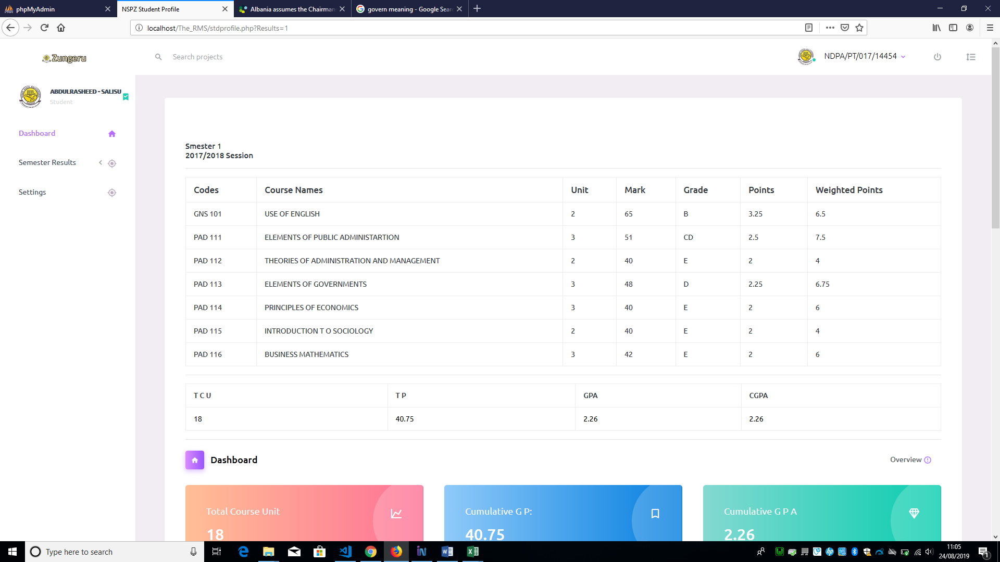 phpMyAdmin
NSPZ Student Profile
Albania assumes the Chairman
govern meaning - Google Sear
localhost/The_RMS/stdprofile.php?Results=1
Zungeru
Search projects
NDPA/PT/017/14454
ABDULRASHEED - SALISU
Student
Dashboard
Semester Results
Settings
Smester 1
2017/2018 Session
Codes Course Names Unit Mark Grade Points Weighted Points
GNS 101 USE OF ENGLISH 2 65 B 3.25 6.5
PAD 111 ELEMENTS OF PUBLIC ADMINISTARTION 3 51 CD 2.5 7.5
PAD 112 THEORIES OF ADMINISTRATION AND MANAGEMENT 2 40 E 2 4
PAD 113 ELEMENTS OF GOVERNMENTS 3 48 D 2.25 6.75
PAD 114 PRINCIPLES OF ECONOMICS 3 40 E 2 6
PAD 115 INTRODUCTION T O SOCIOLOGY 2 40 E 2 4
PAD 116 BUSINESS MATHEMATICS 3 42 E 2 6
T C U T P GPA CGPA
18 40.75 2.26 2.26
Dashboard
Overview
Total Course Unit
18
Cumulative G P:
40.75
Cumulative G P A
2.26
Type here to search
11:05
24/08/2019
1